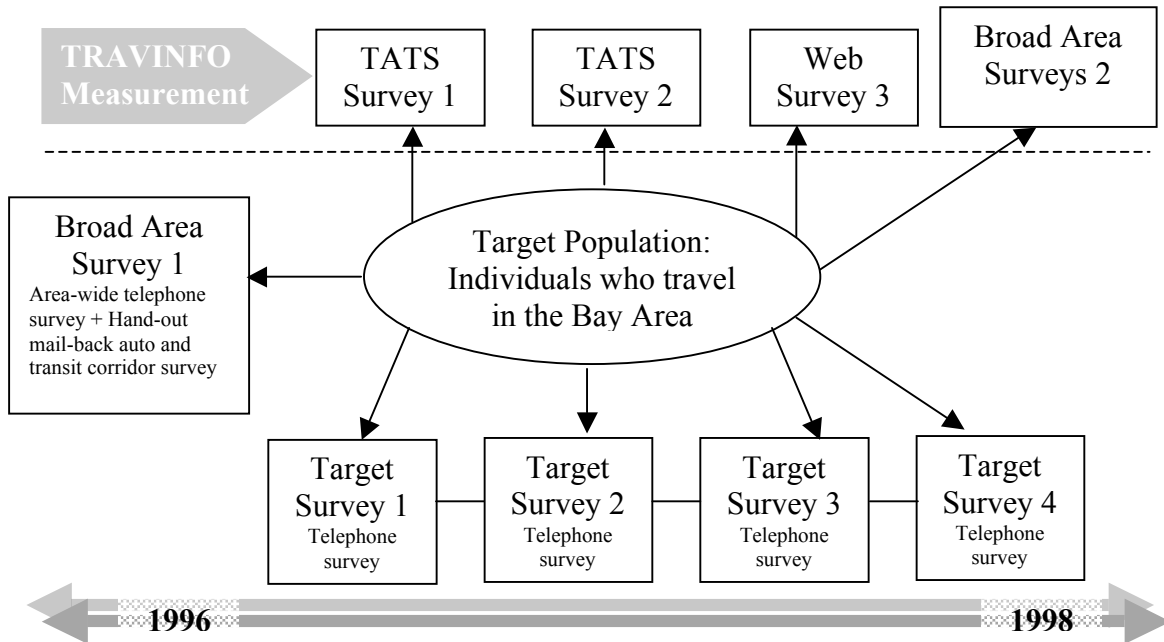 TRAVINFO
Measurement
TATS
Survey 1
TATS
Survey 2
Web
Survey 3
Broad Area
Surveys 2
Broad Area
Survey 1
Area-wide telephone
survey + Hand-out
mail-back auto and
transit corridor survey
Target Population:
Individuals who travel
in the Bay Area
Target
Survey 1
Telephone
survey
Target
Survey 2
Telephone
survey
Target
Survey 3
Telephone
survey
Target
Survey 4
Telephone
survey
1996
1998